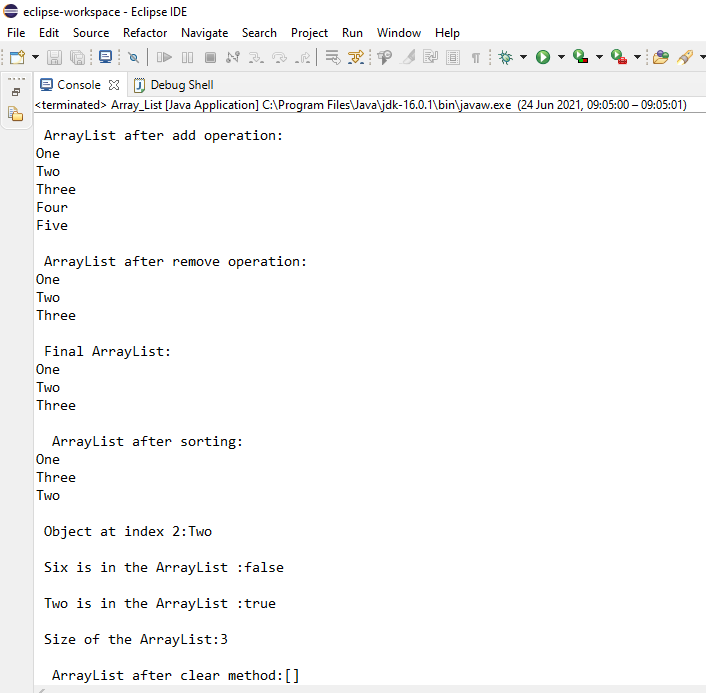 eclipse-workspace - Eclipse IDE
File Edit Source Refactor Navigate Search Project Run Window Help
Console Debug Shell
<terminated> Array_List [Java Application] C:\Program Files\Java\jdk-16.0.1\bin\javaw.exe (24 Jun 2021, 09:05:00 – 09:05:01)
ArrayList after add operation:
One
Two
Three
Four
Five
ArrayList after remove operation:
One
Two
Three
Final ArrayList:
One
Two
Three
ArrayList after sorting:
One
Three
Two
Object at index 2:Two
Six is in the ArrayList :false
Two is in the ArrayList :true
Size of the ArrayList:3
ArrayList after clear method:[]